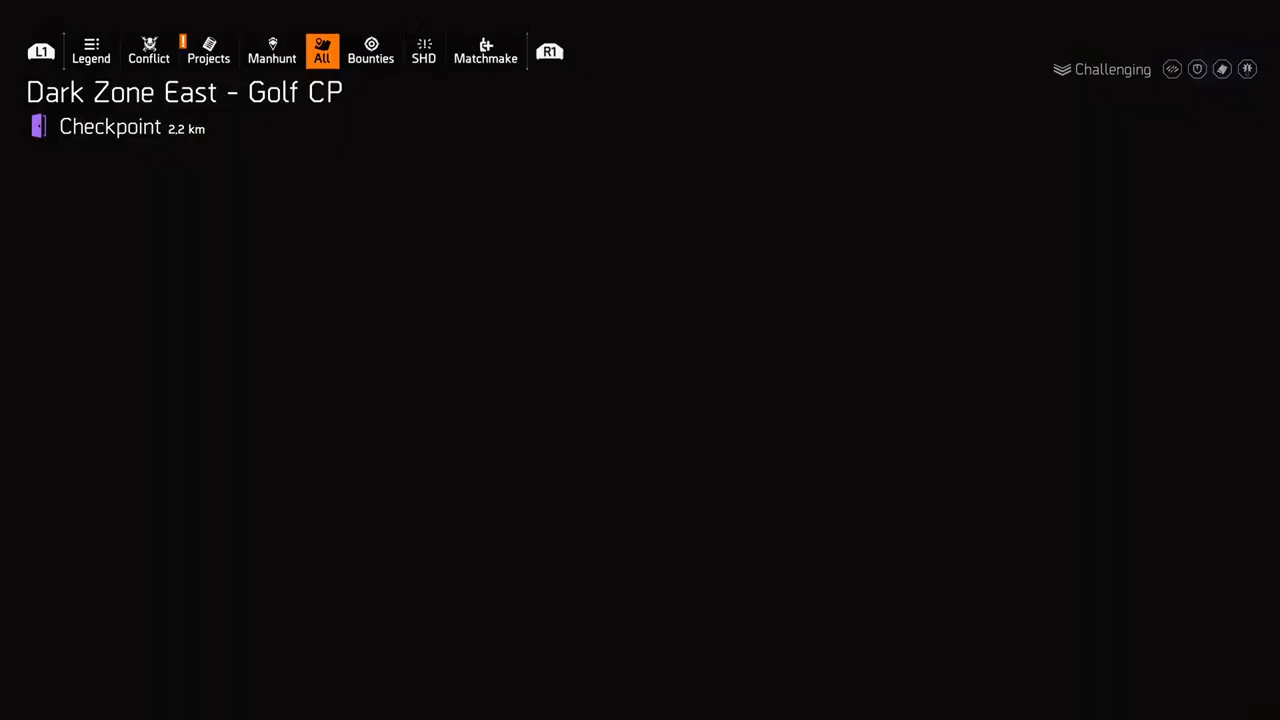 L1 Legend Conflict Projects Manhunt All Bounties SHD Matchmake R1
Challenging
Dark Zone East - Golf CP
Checkpoint 2,2 km